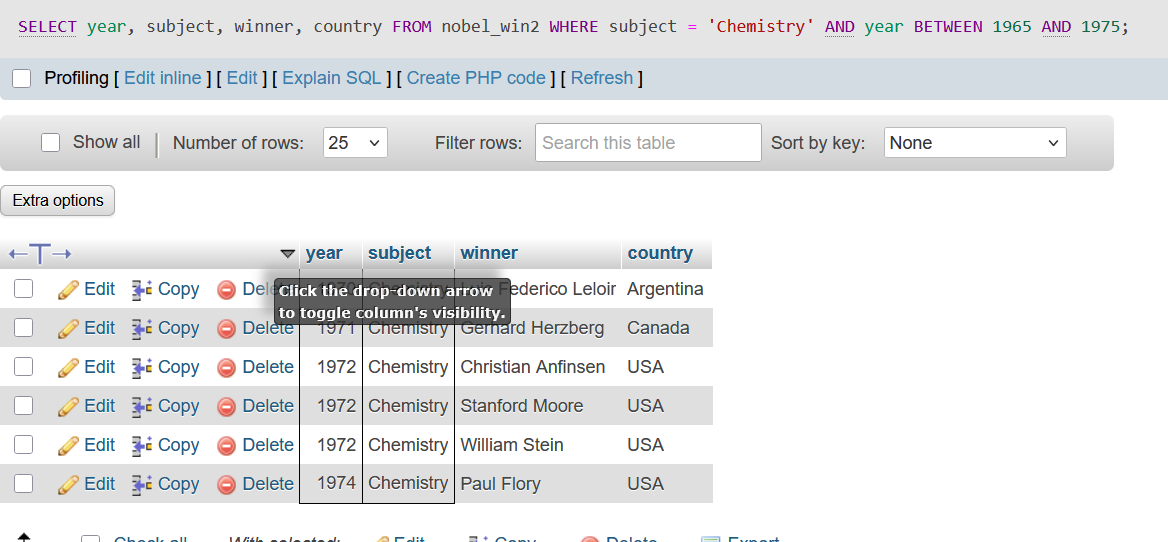 SELECT year, subject, winner, country FROM nobel_win2 WHERE subject = 'Chemistry' AND year BETWEEN 1965 AND 1975;
Profiling [ Edit inline ] [ Edit ] [ Explain SQL ] [ Create PHP code ] [ Refresh ]
Show all Number of rows: 25 Filter rows: Search this table Sort by key: None
Extra options
year subject winner country
Edit Copy Federico Leloir Argentina
Click the drop-down arrow
to toggle column's visibility.
Edit Copy Delete 1971 Chemistry Gerhard Herzberg Canada
Edit Copy Delete 1972 Chemistry Christian Anfinsen USA
Edit Copy Delete 1972 Chemistry Stanford Moore USA
Edit Copy Delete 1972 Chemistry William Stein USA
Edit Copy Delete 1974 Chemistry Paul Flory USA
Check all With selected: Edit Copy Delete Export